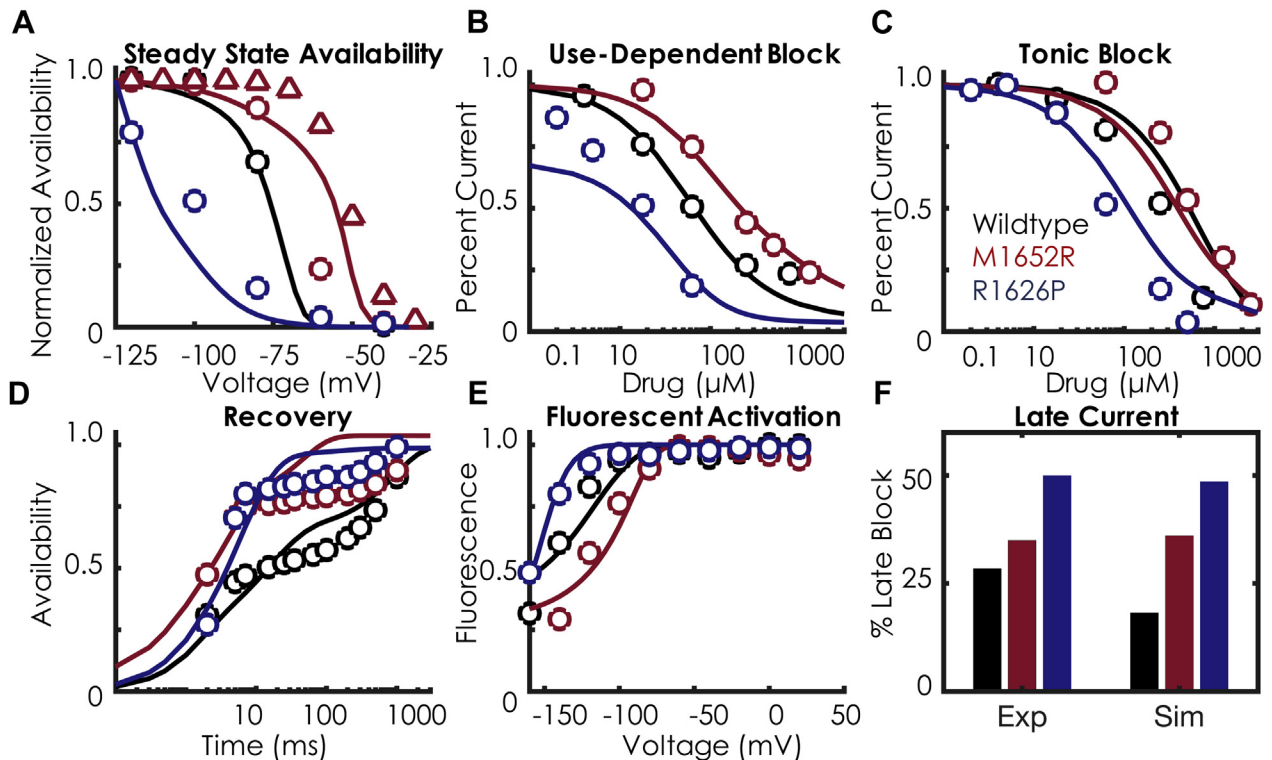 A
Steady State Availability
Normalized Availability
1.0
0.5
0
-125
-100
-75
-50
-25
Voltage (mV)
B
Use-Dependent Block
Percent Current
1.0
0.5
0
0.1
10
100
1000
Drug (µM)
C
Tonic Block
Percent Current
1.0
0.5
0
Wildtype
M1652R
R1626P
0.1
10
100
1000
Drug (µM)
D
Recovery
Availability
1.0
0.5
0
10
100
1000
Time (ms)
E
Fluorescent Activation
Fluorescence
1.0
0.5
0
-150
-100
-50
0
50
Voltage (mV)
F
Late Current
% Late Block
50
25
0
Exp
Sim